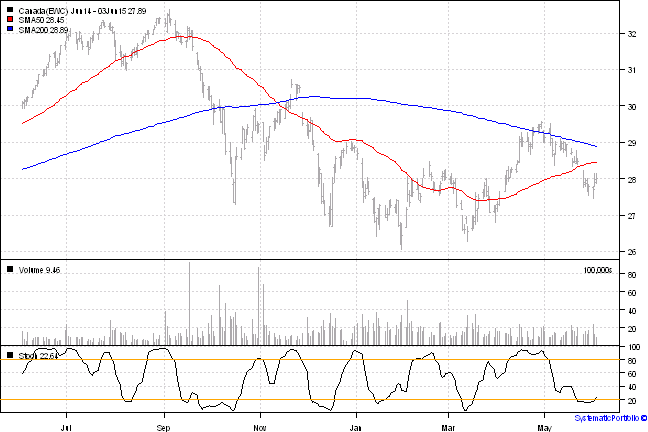 Canada(EWC) Jun14 - 03Jun15 27.89
SMA50 28.45
SMA200 28.89
32
31
30
29
28
27
26
Volume 9.46
100,000s
80
60
40
20
Stoch 22.64
100
80
60
40
20
Jul
Sep
Nov
Jan
Mar
May
SystematicPortfolio ©